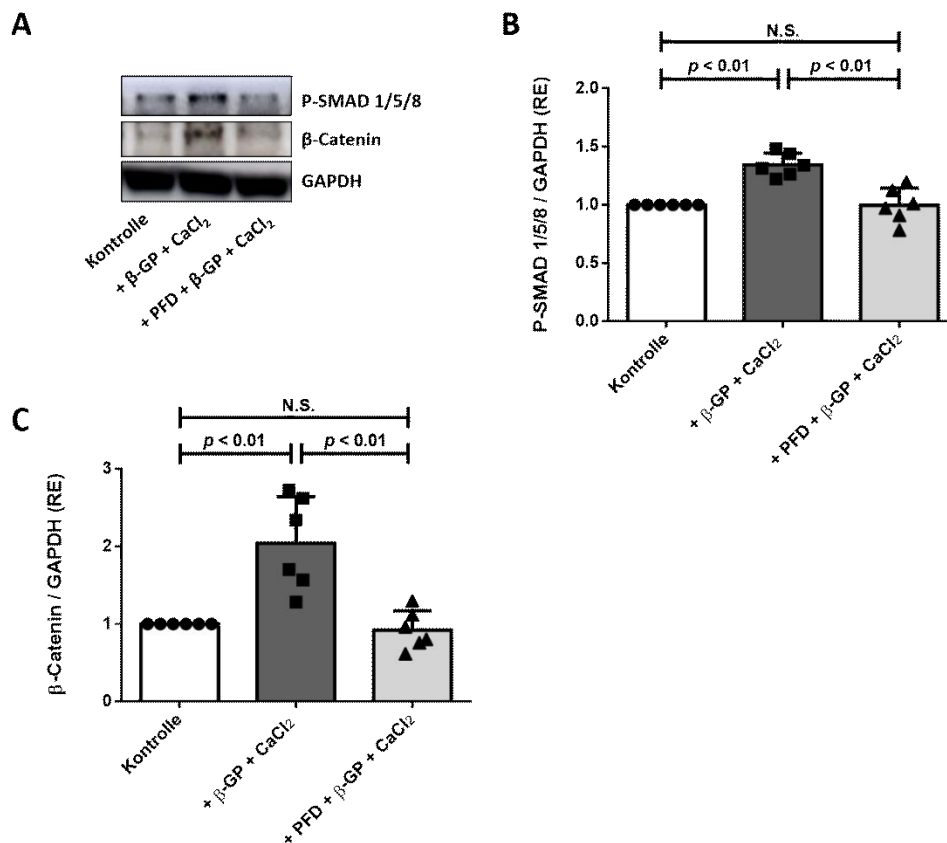 A
P-SMAD 1/5/8
β-Catenin
GAPDH
Kontrolle
+ β-GP + CaCl₂
+ PFD + β-GP + CaCl₂
B
N.S.
p < 0.01
p < 0.01
P-SMAD 1/5/8 / GAPDH (RE)
2.0
1.5
1.0
0.5
0.0
Kontrolle
+ β-GP + CaCl₂
+ PFD + β-GP + CaCl₂
C
N.S.
p < 0.01
p < 0.01
β-Catenin / GAPDH (RE)
3
2
1
0
Kontrolle
+ β-GP + CaCl₂
+ PFD + β-GP + CaCl₂